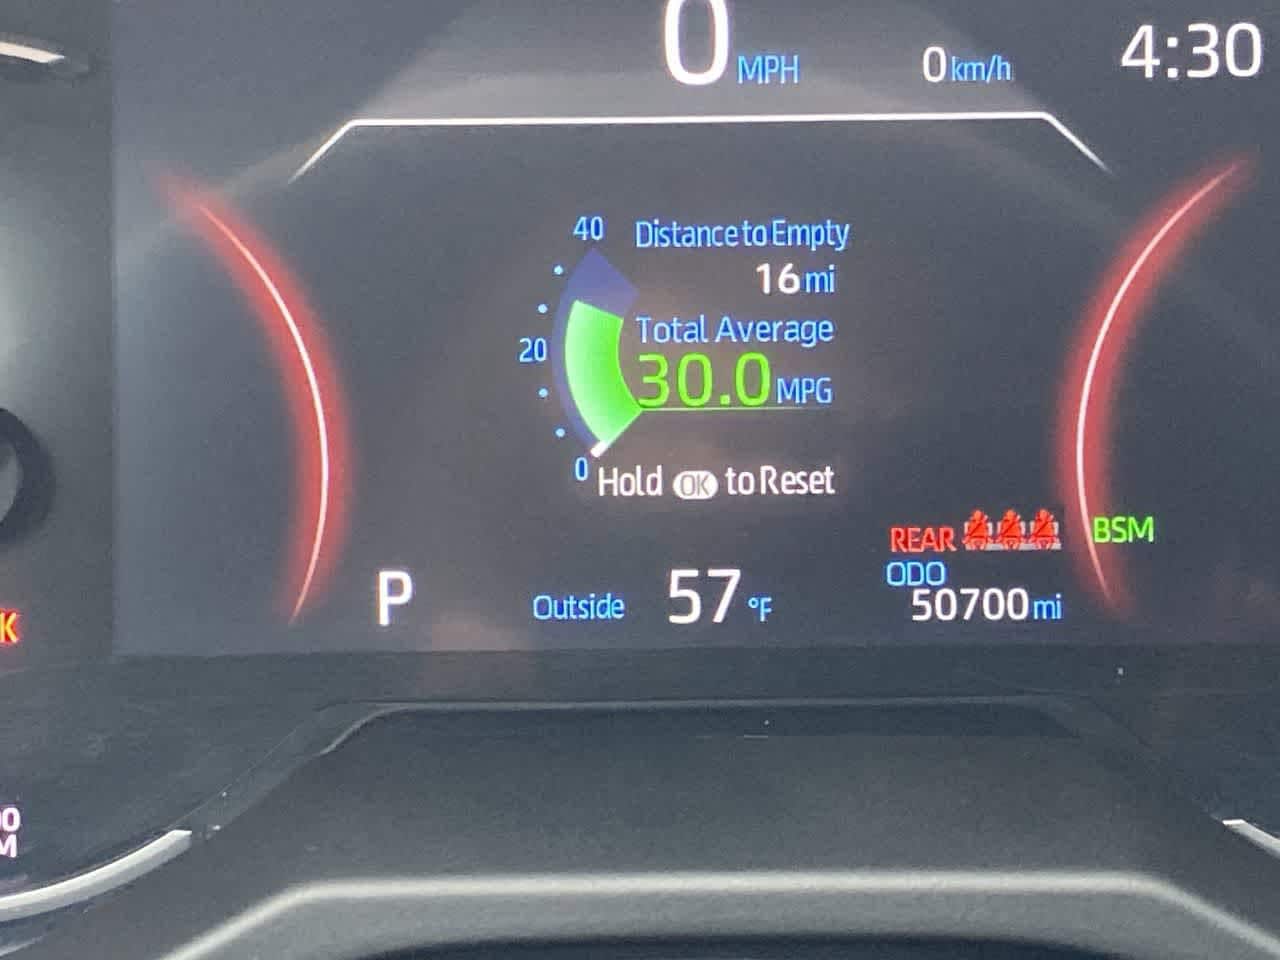 0 MPH 0 km/h 4:30
40 Distance to Empty
16 mi
Total Average
20 30.0 MPG
0 Hold OK to Reset
REAR BSM
ODO
P Outside 57 °F 50700 mi
K
0
M